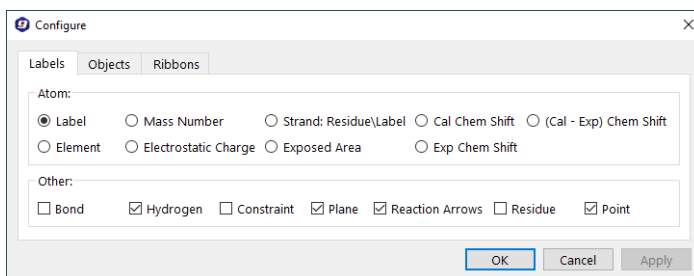 Configure
Labels Objects Ribbons
Atom:
Label Mass Number Strand: Residue\Label Cal Chem Shift (Cal - Exp) Chem Shift
Element Electrostatic Charge Exposed Area Exp Chem Shift
Other:
Bond Hydrogen Constraint Plane Reaction Arrows Residue Point
OK Cancel Apply